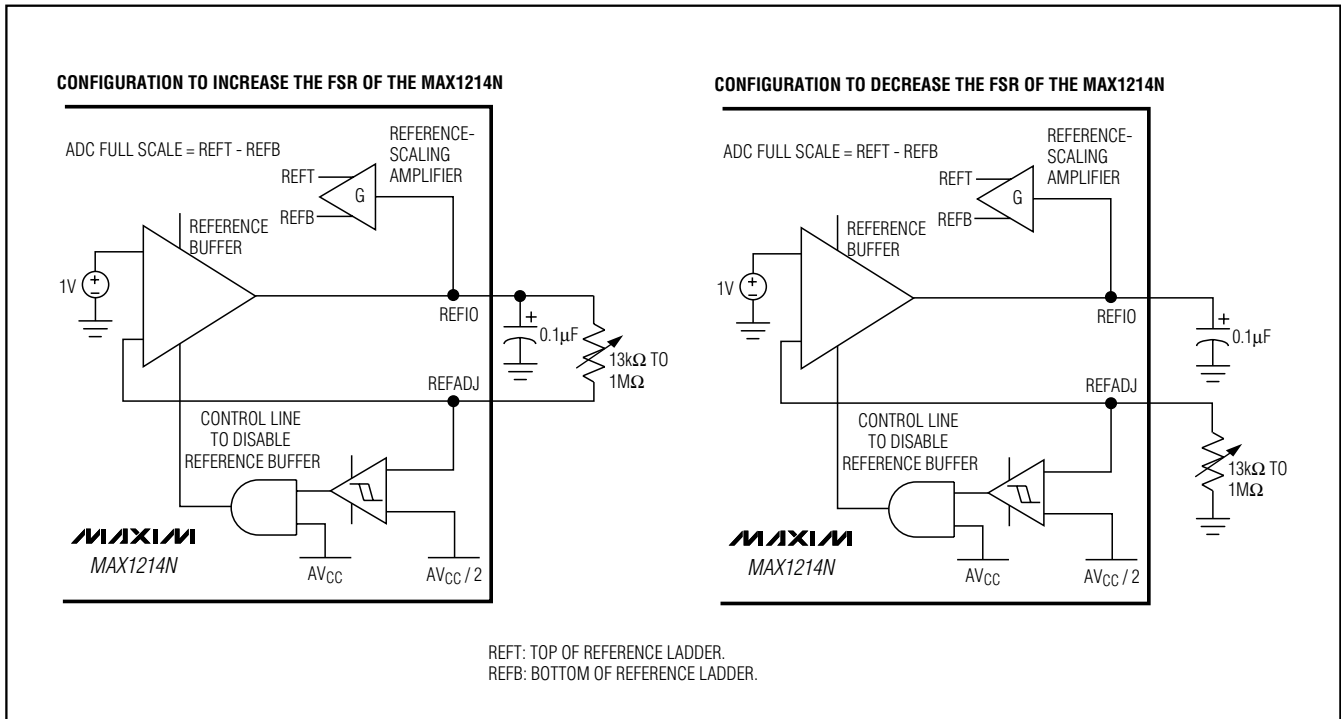 CONFIGURATION TO INCREASE THE FSR OF THE MAX1214N
ADC FULL SCALE = REFT - REFB
REFERENCE-
SCALING
AMPLIFIER
REFT
G
REFB
REFERENCE
BUFFER
1V
+
REFIO
+
0.1µF
13kΩ TO
1MΩ
REFADJ
CONTROL LINE
TO DISABLE
REFERENCE BUFFER
MAXIM
MAX1214N
AVCC
AVCC / 2
CONFIGURATION TO DECREASE THE FSR OF THE MAX1214N
ADC FULL SCALE = REFT - REFB
REFERENCE-
SCALING
AMPLIFIER
REFT
G
REFB
REFERENCE
BUFFER
1V
+
REFIO
+
0.1µF
REFADJ
13kΩ TO
1MΩ
CONTROL LINE
TO DISABLE
REFERENCE BUFFER
MAXIM
MAX1214N
AVCC
AVCC / 2
REFT: TOP OF REFERENCE LADDER.
REFB: BOTTOM OF REFERENCE LADDER.